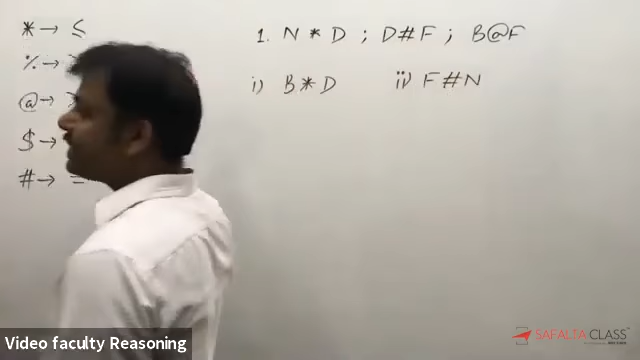 * → ≤
% →
@ →
$ →
# → =
1. N * D ; D # F ; B @ F
i) B * D ii) F # N
SAFALTA CLASS
Video faculty Reasoning